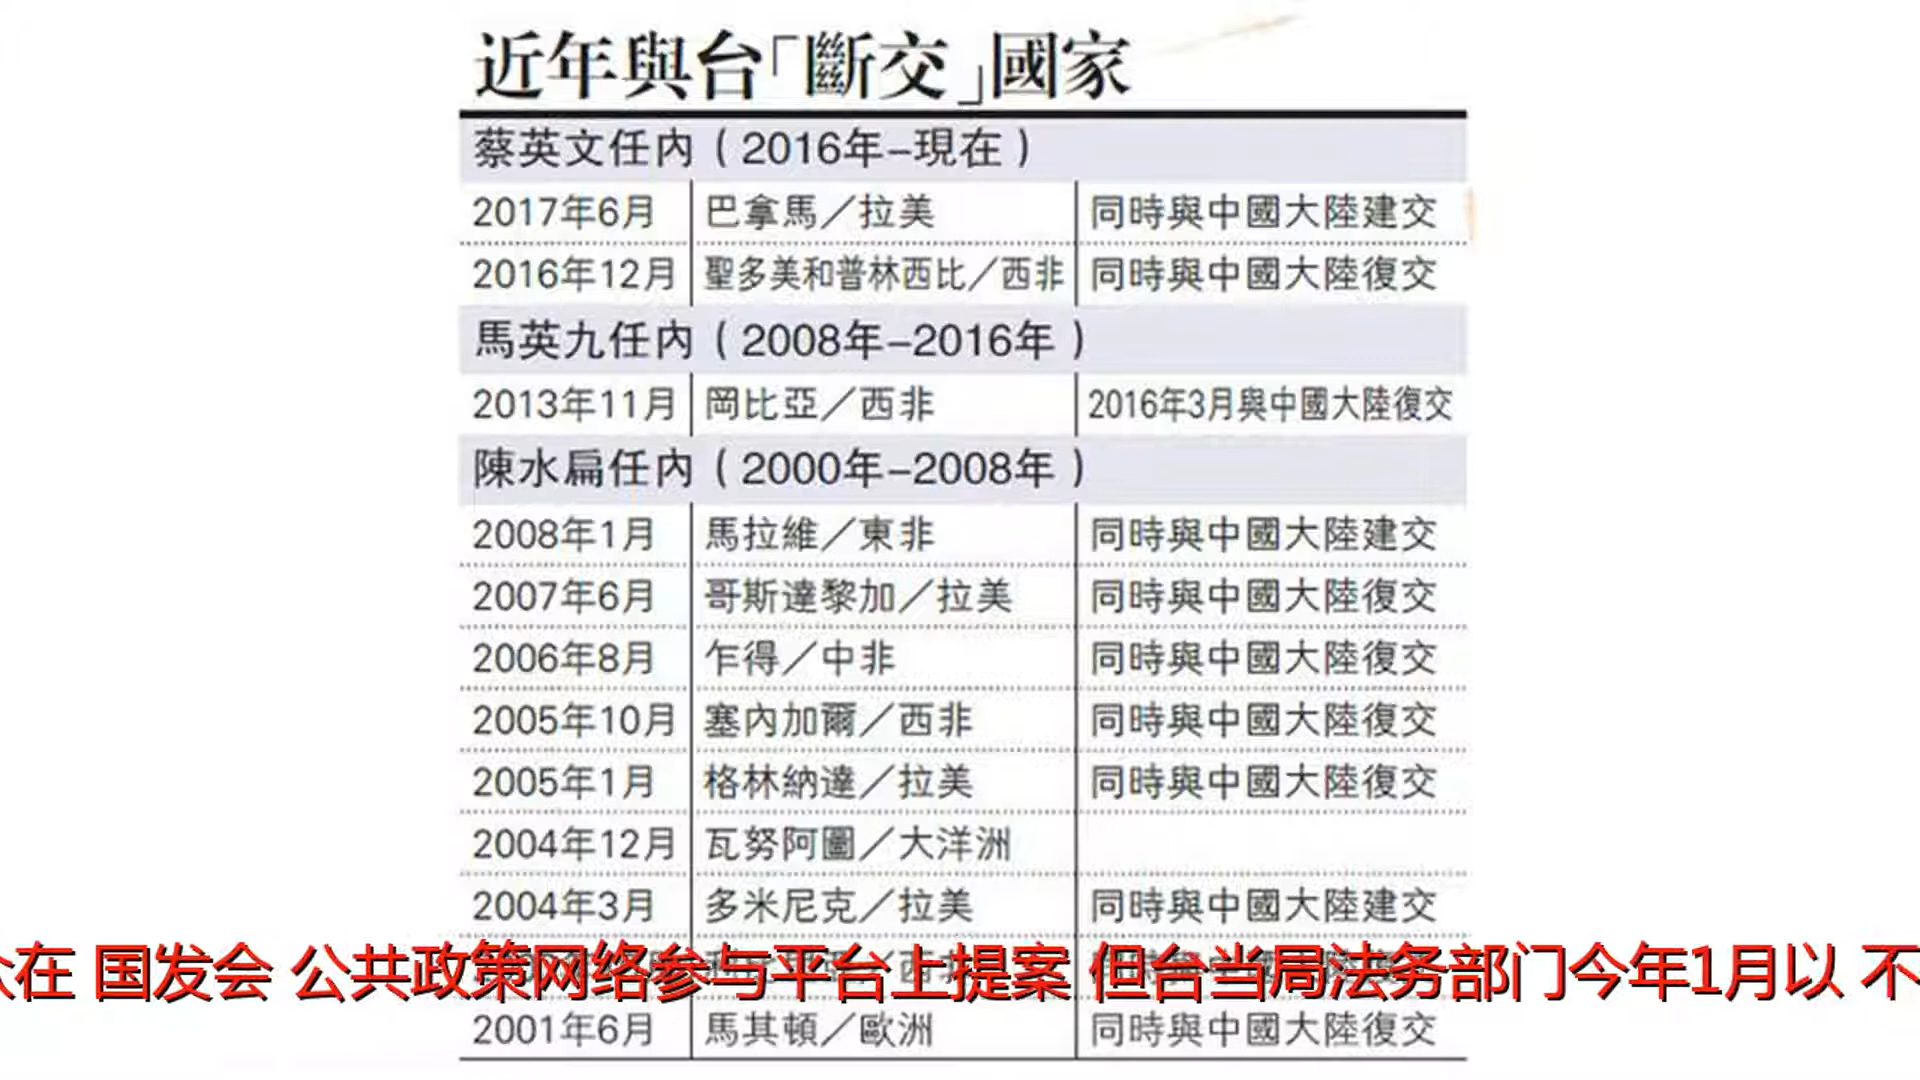 近年與台「斷交」國家
蔡英文任內（2016年–現在）
2017年6月 巴拿馬／拉美 同時與中國大陸建交
2016年12月 聖多美和普林西比／西非 同時與中國大陸復交
馬英九任內（2008年–2016年）
2013年11月 岡比亞／西非 2016年3月與中國大陸復交
陳水扁任內（2000年–2008年）
2008年1月 馬拉維／東非 同時與中國大陸建交
2007年6月 哥斯達黎加／拉美 同時與中國大陸復交
2006年8月 乍得／中非 同時與中國大陸復交
2005年10月 塞內加爾／西非 同時與中國大陸復交
2005年1月 格林納達／拉美 同時與中國大陸復交
2004年12月 瓦努阿圖／大洋洲
2004年3月 多米尼克／拉美 同時與中國大陸建交
众在 国发会 公共政策网络参与平台上提案 但台当局法务部门今年1月以 不
2001年6月 馬其頓／歐洲 同時與中國大陸復交